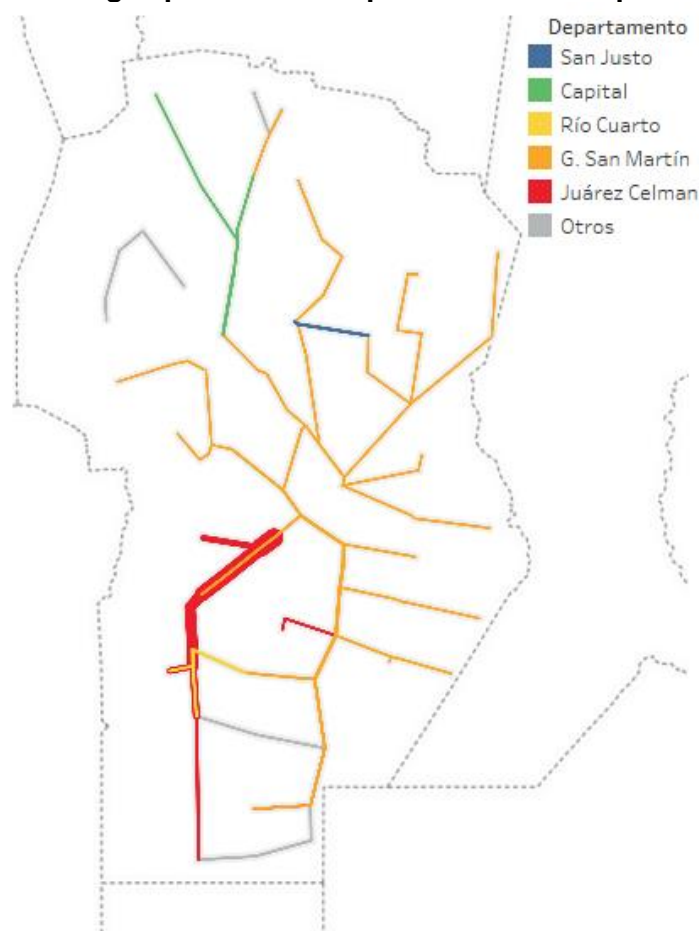 Departamento
San Justo
Capital
Río Cuarto
G. San Martín
Juárez Celman
Otros